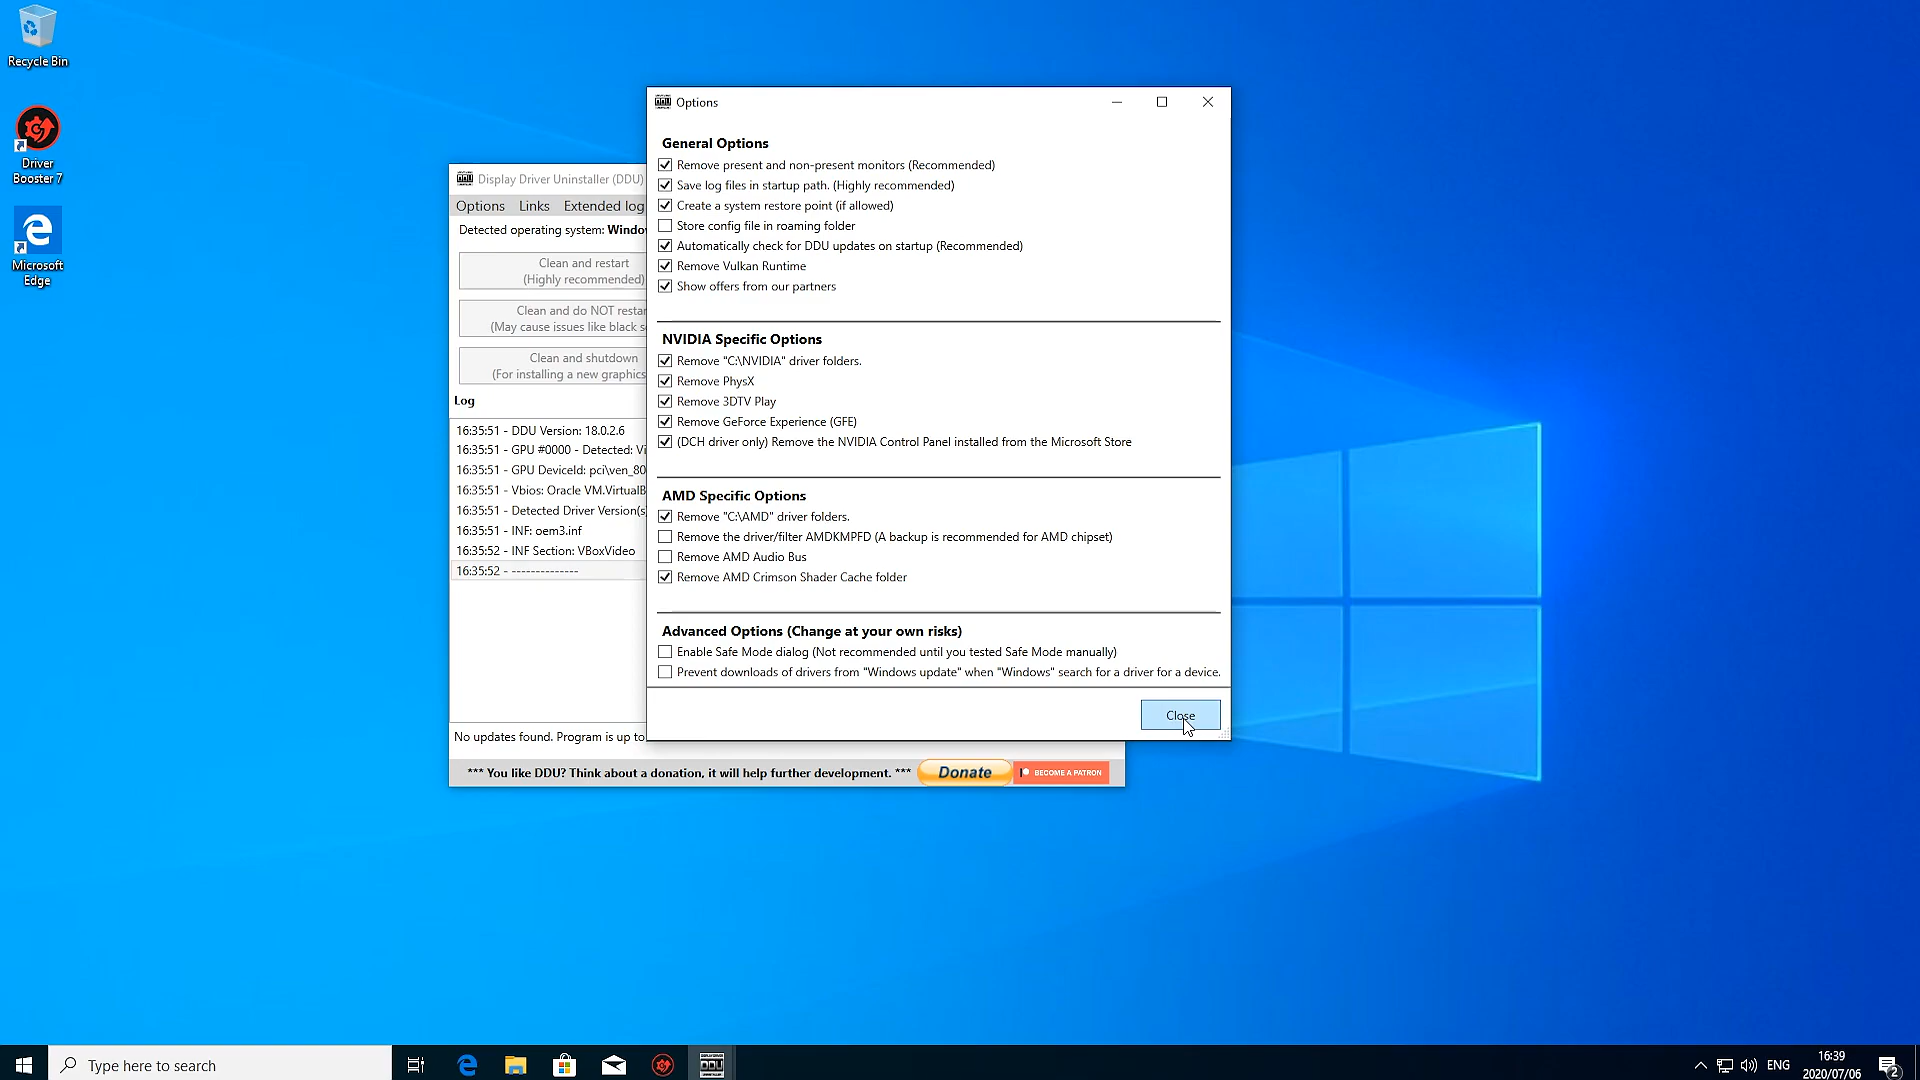 Recycle Bin
Driver
Booster 7
Microsoft
Edge
Display Driver Uninstaller (DDU)
Options Links Extended log
Detected operating system: Windo
Clean and restart
(Highly recommended)
Clean and do NOT restar
(May cause issues like black s
Clean and shutdown
(For installing a new graphics
Log
16:35:51 - DDU Version: 18.0.2.6
16:35:51 - GPU #0000 - Detected: Vi
16:35:51 - GPU DeviceId: pci\ven_80
16:35:51 - Vbios: Oracle VM.VirtualB
16:35:51 - Detected Driver Version(s
16:35:51 - INF: oem3.inf
16:35:52 - INF Section: VBoxVideo
16:35:52 - --------------
No updates found. Program is up to
*** You like DDU? Think about a donation, it will help further development. ***
Donate
BECOME A PATRON
Options
General Options
Remove present and non-present monitors (Recommended)
Save log files in startup path. (Highly recommended)
Create a system restore point (if allowed)
Store config file in roaming folder
Automatically check for DDU updates on startup (Recommended)
Remove Vulkan Runtime
Show offers from our partners
NVIDIA Specific Options
Remove "C:\NVIDIA" driver folders.
Remove PhysX
Remove 3DTV Play
Remove GeForce Experience (GFE)
(DCH driver only) Remove the NVIDIA Control Panel installed from the Microsoft Store
AMD Specific Options
Remove "C:\AMD" driver folders.
Remove the driver/filter AMDKMPFD (A backup is recommended for AMD chipset)
Remove AMD Audio Bus
Remove AMD Crimson Shader Cache folder
Advanced Options (Change at your own risks)
Enable Safe Mode dialog (Not recommended until you tested Safe Mode manually)
Prevent downloads of drivers from "Windows update" when "Windows" search for a driver for a device.
Close
Type here to search
DDU
ENG
16:39
2020/07/06
2